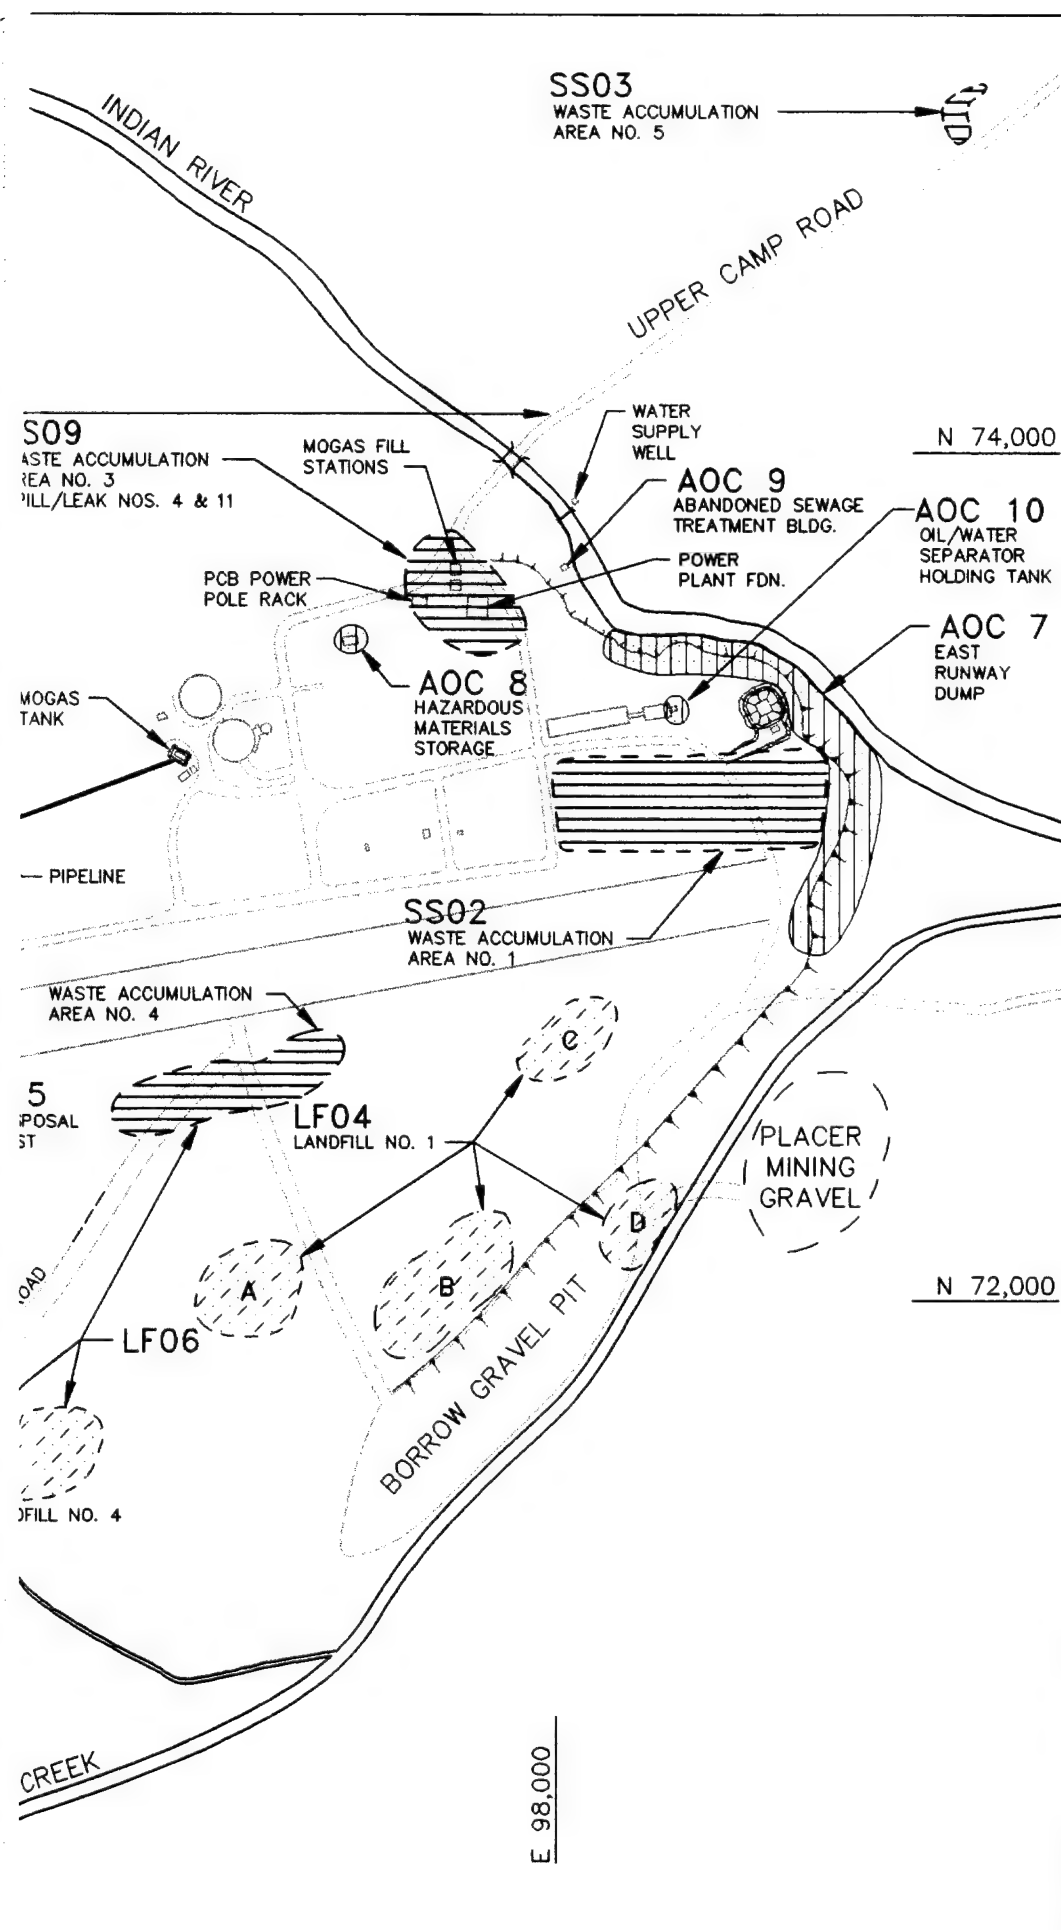 SS03
WASTE ACCUMULATION
AREA NO. 5
INDIAN RIVER
UPPER CAMP ROAD
WATER
SUPPLY
WELL
N 74,000
S09
ASTE ACCUMULATION
REA NO. 3
PILL/LEAK NOS. 4 & 11
MOGAS FILL
STATIONS
AOC 9
ABANDONED SEWAGE
TREATMENT BLDG.
AOC 10
OIL/WATER
SEPARATOR
HOLDING TANK
PCB POWER
POLE RACK
POWER
PLANT FDN.
AOC 7
EAST
RUNWAY
DUMP
AOC 8
HAZARDOUS
MATERIALS
STORAGE
MOGAS
TANK
PIPELINE
SS02
WASTE ACCUMULATION
AREA NO. 1
WASTE ACCUMULATION
AREA NO. 4
C
5
SPOSAL
ST
LF04
LANDFILL NO. 1
PLACER
MINING
GRAVEL
D
A
B
N 72,000
OAD
LF06
BORROW GRAVEL PIT
DFILL NO. 4
CREEK
E 98,000